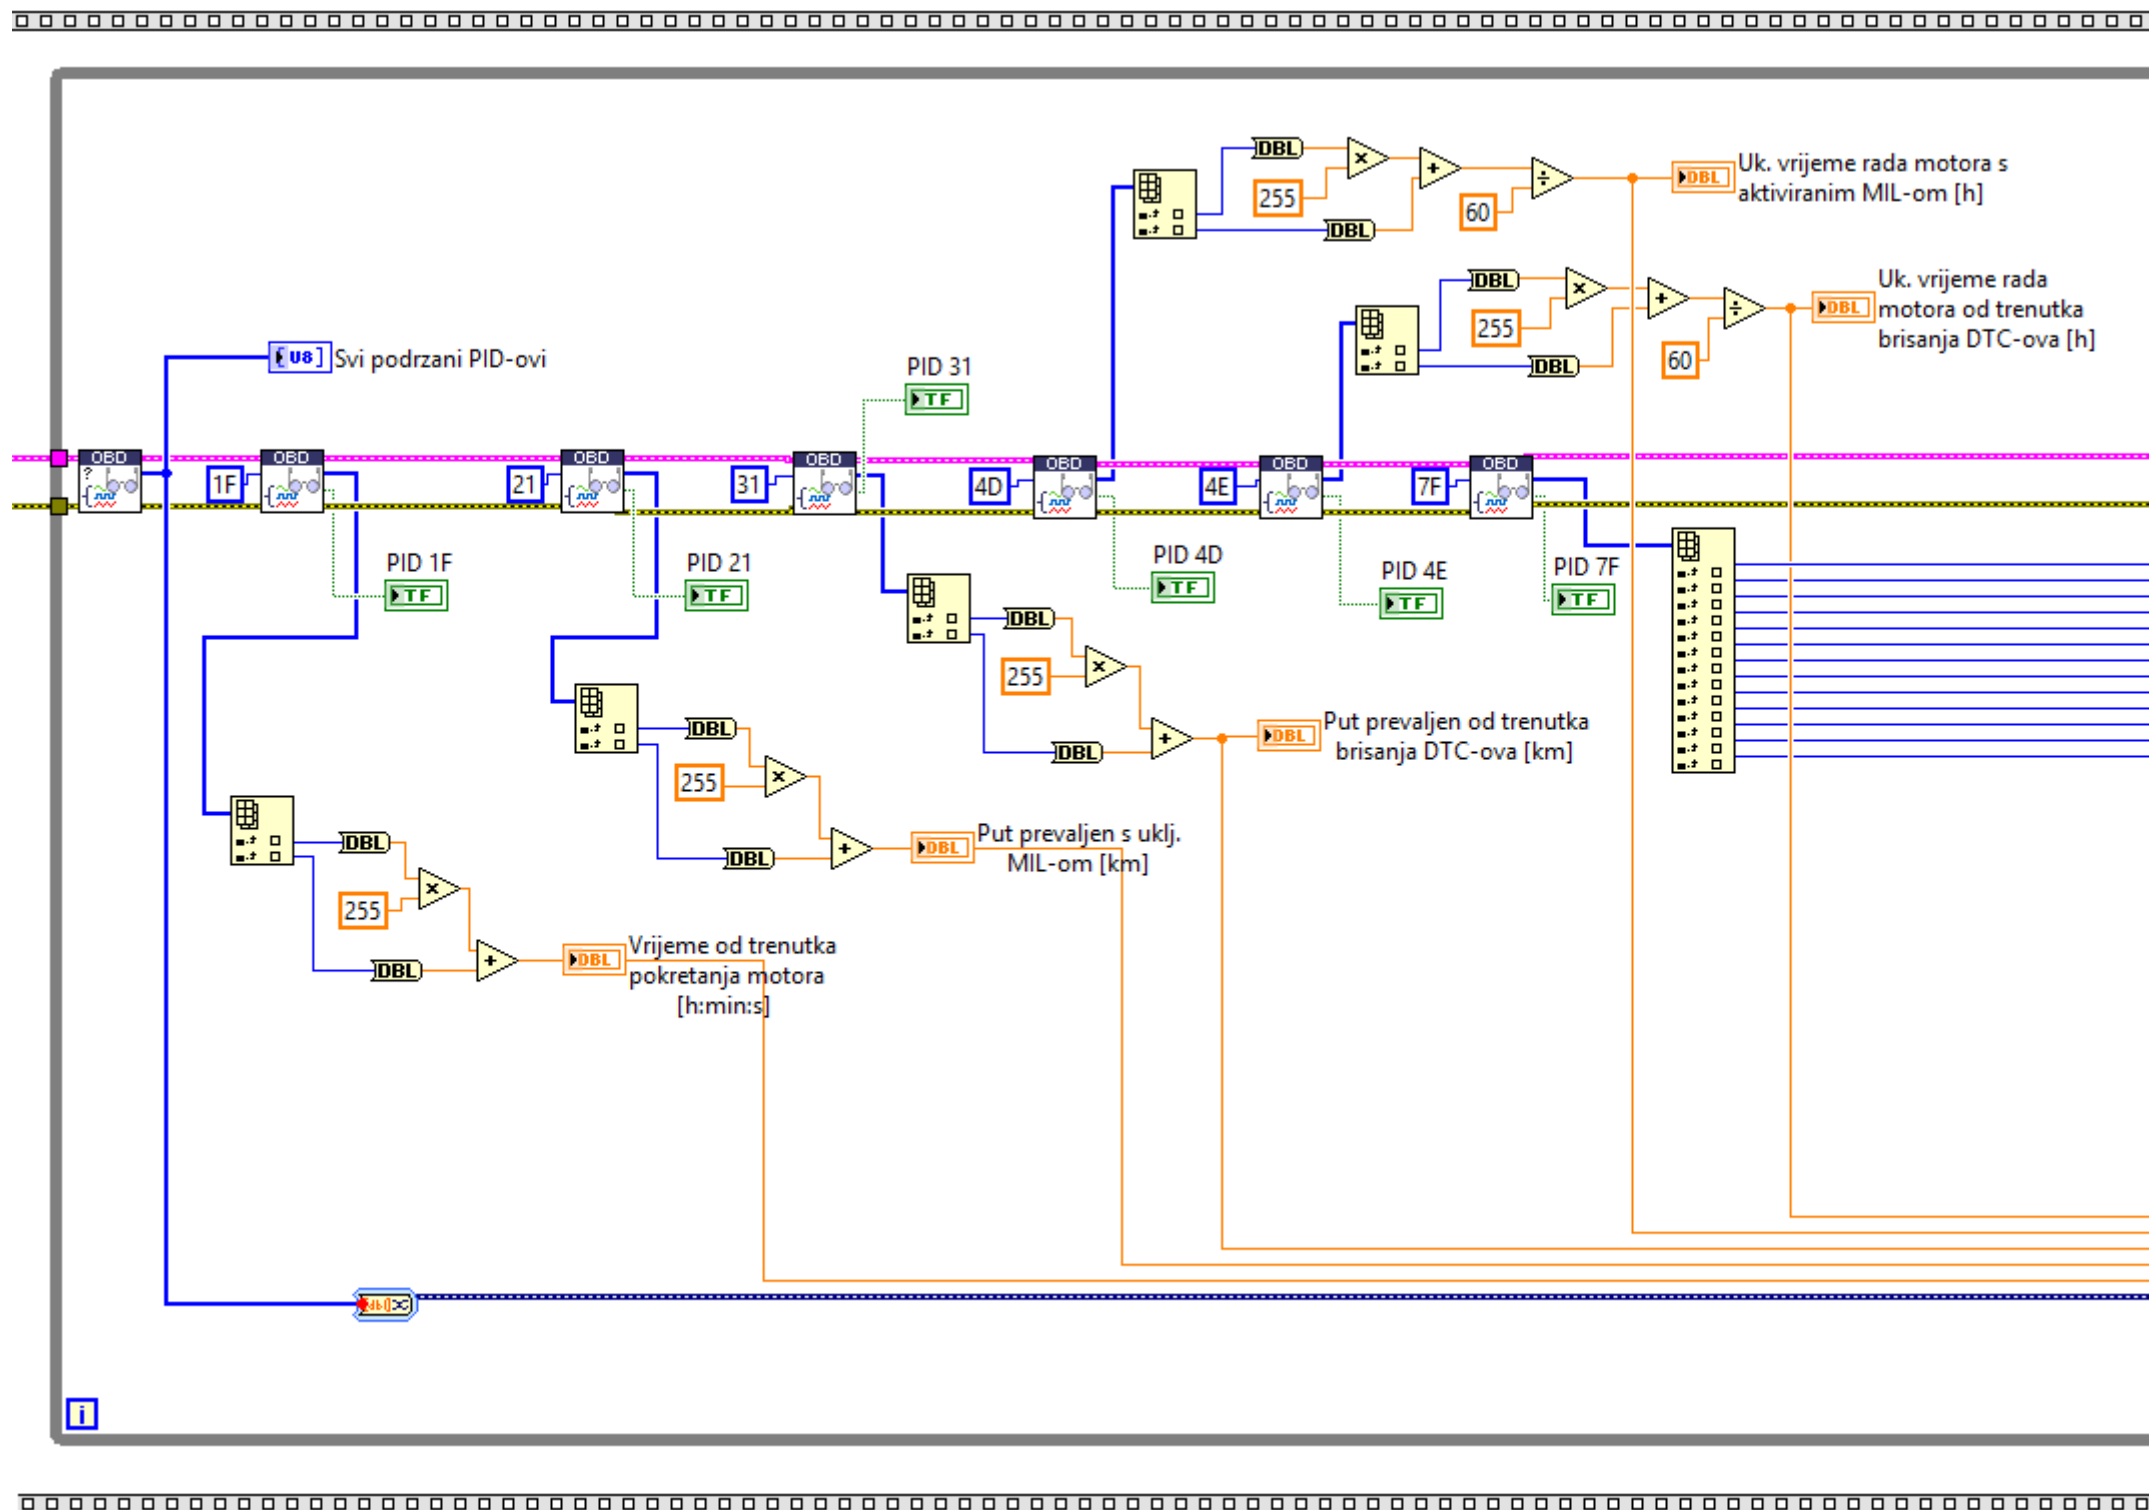 DBL
255
DBL
60
DBL
Uk. vrijeme rada motora s
aktiviranim MIL-om [h]
DBL
255
DBL
60
DBL
Uk. vrijeme rada
motora od trenutka
brisanja DTC-ova [h]
U8
Svi podrzani PID-ovi
PID 31
TF
OBD
?
1F
OBD
21
OBD
31
OBD
4D
OBD
4E
OBD
7F
OBD
PID 1F
TF
PID 21
TF
PID 4D
TF
PID 4E
TF
PID 7F
TF
DBL
255
DBL
DBL
Put prevaljen od trenutka
brisanja DTC-ova [km]
DBL
255
DBL
DBL
Put prevaljen s uklj.
MIL-om [km]
DBL
255
DBL
DBL
Vrijeme od trenutka
pokretanja motora
[h:min:s]
i